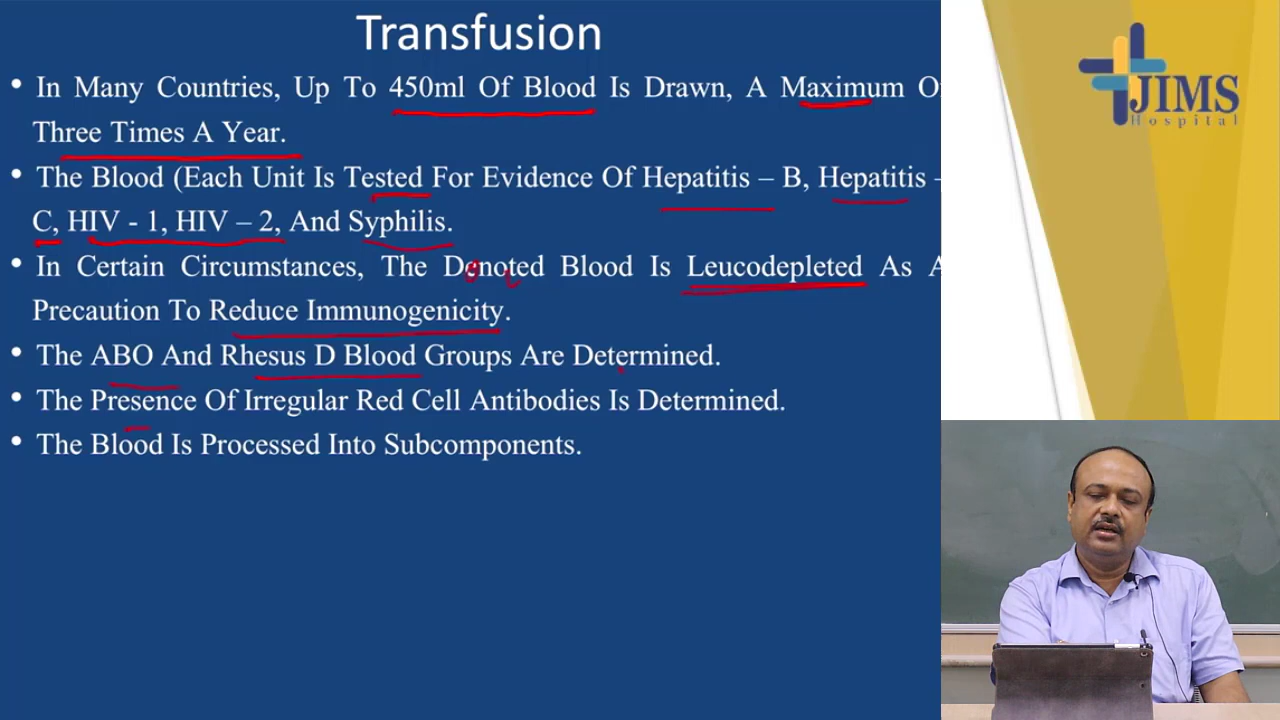 Transfusion
• In Many Countries, Up To 450ml Of Blood Is Drawn, A Maximum O
Three Times A Year.
• The Blood (Each Unit Is Tested For Evidence Of Hepatitis – B, Hepatitis –
C, HIV - 1, HIV – 2, And Syphilis.
• In Certain Circumstances, The Denoted Blood Is Leucodepleted As A
Precaution To Reduce Immunogenicity.
• The ABO And Rhesus D Blood Groups Are Determined.
• The Presence Of Irregular Red Cell Antibodies Is Determined.
• The Blood Is Processed Into Subcomponents.
JIMS
Hospital